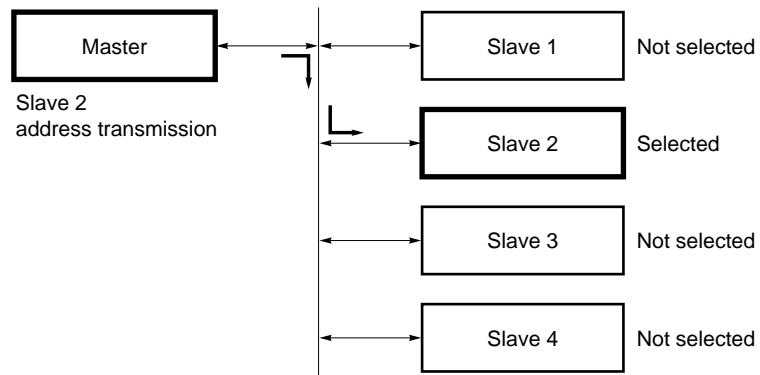 Master
Slave 2
address transmission
Slave 1
Not selected
Slave 2
Selected
Slave 3
Not selected
Slave 4
Not selected